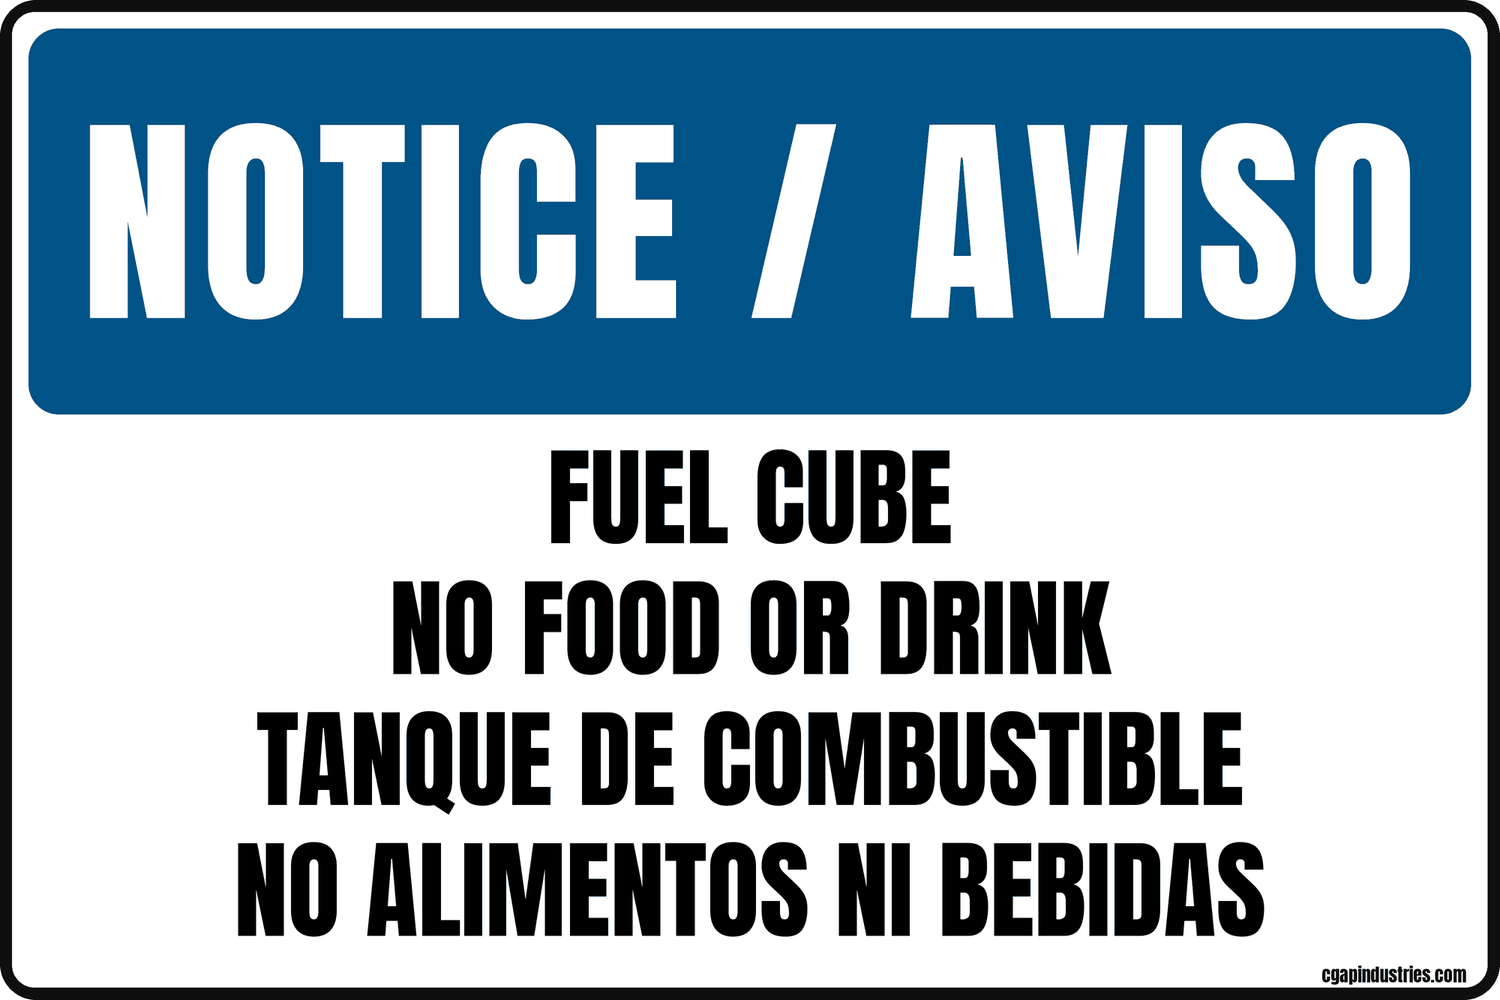 NOTICE / AVISO
FUEL CUBE
NO FOOD OR DRINK
TANQUE DE COMBUSTIBLE
NO ALIMENTOS NI BEBIDAS
cgapindustries.com